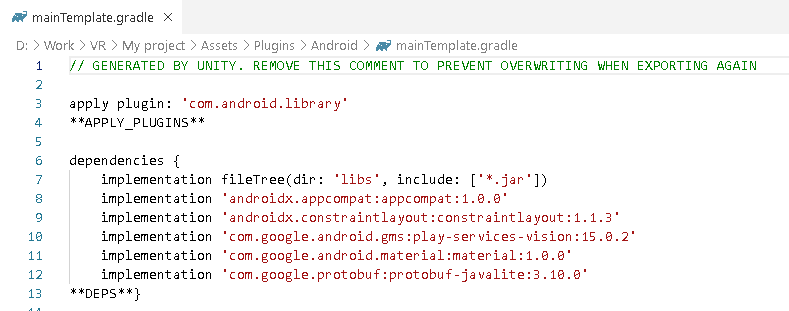 mainTemplate.gradle ×
D: > Work > VR > My project > Assets > Plugins > Android > mainTemplate.gradle
1 // GENERATED BY UNITY. REMOVE THIS COMMENT TO PREVENT OVERWRITING WHEN EXPORTING AGAIN
2
3 apply plugin: 'com.android.library'
4 **APPLY_PLUGINS**
5
6 dependencies {
7 implementation fileTree(dir: 'libs', include: ['*.jar'])
8 implementation 'androidx.appcompat:appcompat:1.0.0'
9 implementation 'androidx.constraintlayout:constraintlayout:1.1.3'
10 implementation 'com.google.android.gms:play-services-vision:15.0.2'
11 implementation 'com.google.android.material:material:1.0.0'
12 implementation 'com.google.protobuf:protobuf-javalite:3.10.0'
13 **DEPS**}